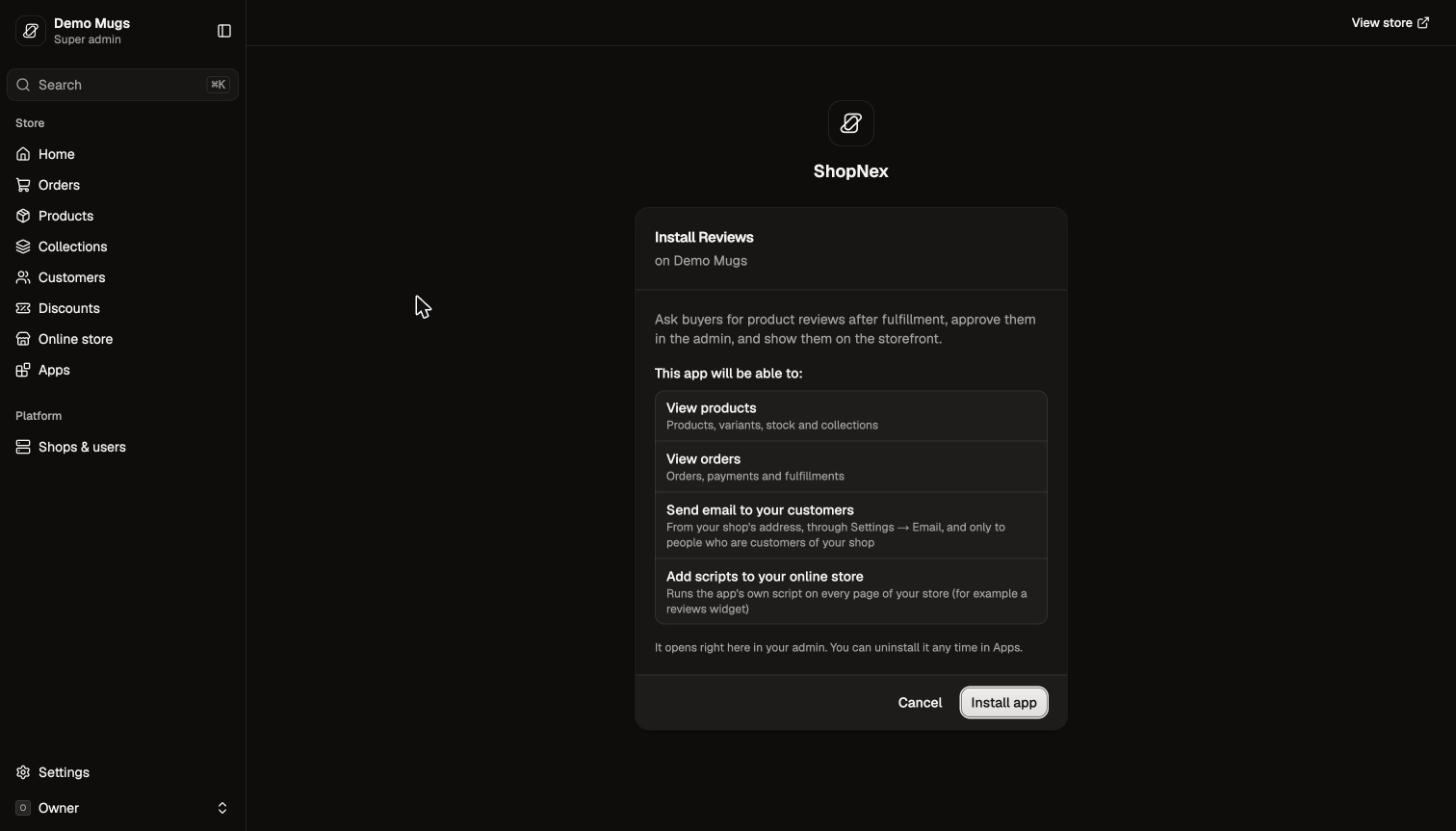 Demo Mugs
Super admin
View store
Search
⌘K
Store
Home
Orders
Products
Collections
Customers
Discounts
Online store
Apps
Platform
Shops & users
Settings
O
Owner
ShopNex
Install Reviews
on Demo Mugs
Ask buyers for product reviews after fulfillment, approve them
in the admin, and show them on the storefront.
This app will be able to:
View products
Products, variants, stock and collections
View orders
Orders, payments and fulfillments
Send email to your customers
From your shop's address, through Settings → Email, and only to
people who are customers of your shop
Add scripts to your online store
Runs the app's own script on every page of your store (for example a
reviews widget)
It opens right here in your admin. You can uninstall it any time in Apps.
Cancel
Install app